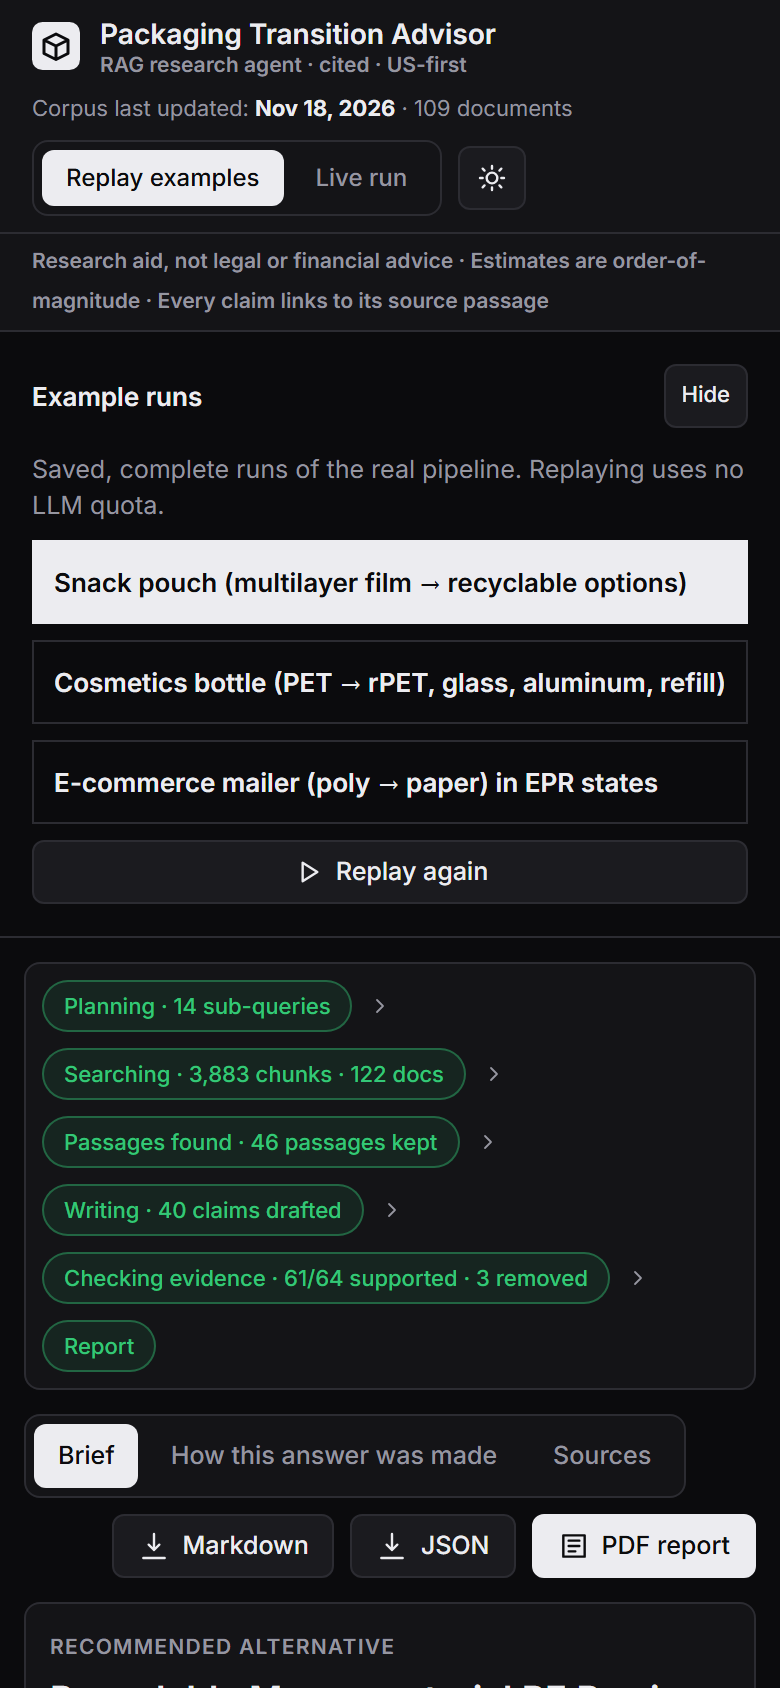 Packaging Transition Advisor
RAG research agent · cited · US-first
Corpus last updated: Nov 18, 2026 · 109 documents
Replay examples
Live run
Research aid, not legal or financial advice · Estimates are order-of-
magnitude · Every claim links to its source passage
Example runs
Hide
Saved, complete runs of the real pipeline. Replaying uses no
LLM quota.
Snack pouch (multilayer film → recyclable options)
Cosmetics bottle (PET → rPET, glass, aluminum, refill)
E-commerce mailer (poly → paper) in EPR states
Replay again
Planning · 14 sub-queries
Searching · 3,883 chunks · 122 docs
Passages found · 46 passages kept
Writing · 40 claims drafted
Checking evidence · 61/64 supported · 3 removed
Report
Brief
How this answer was made
Sources
Markdown
JSON
PDF report
RECOMMENDED ALTERNATIVE